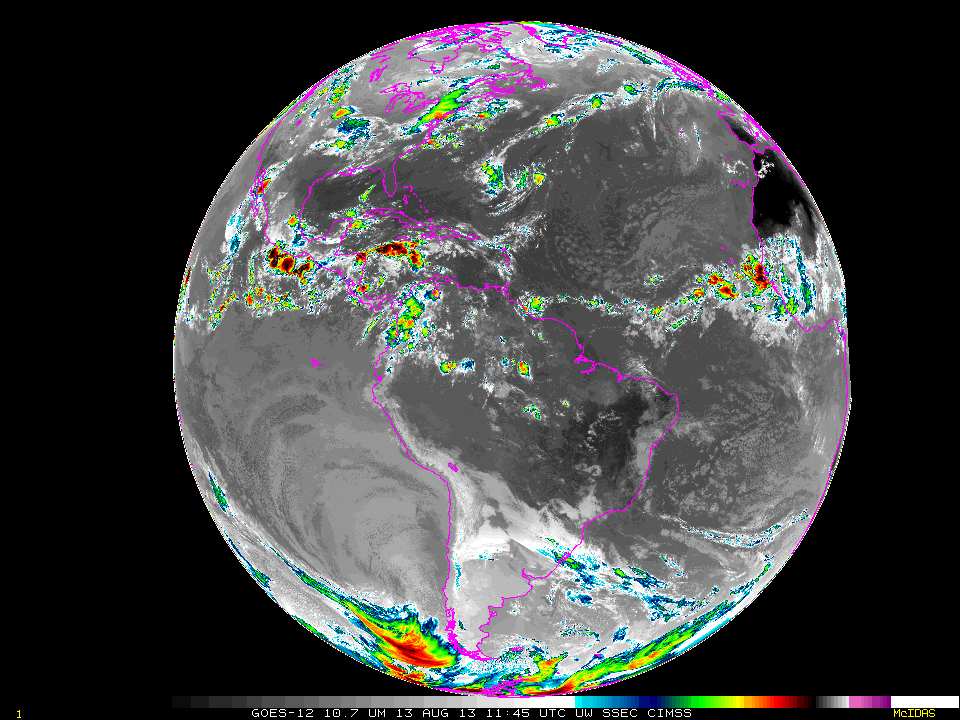 1 GOES-12 10.7 UM 13 AUG 13 11:45 UTC UW SSEC CIMSS McIDAS